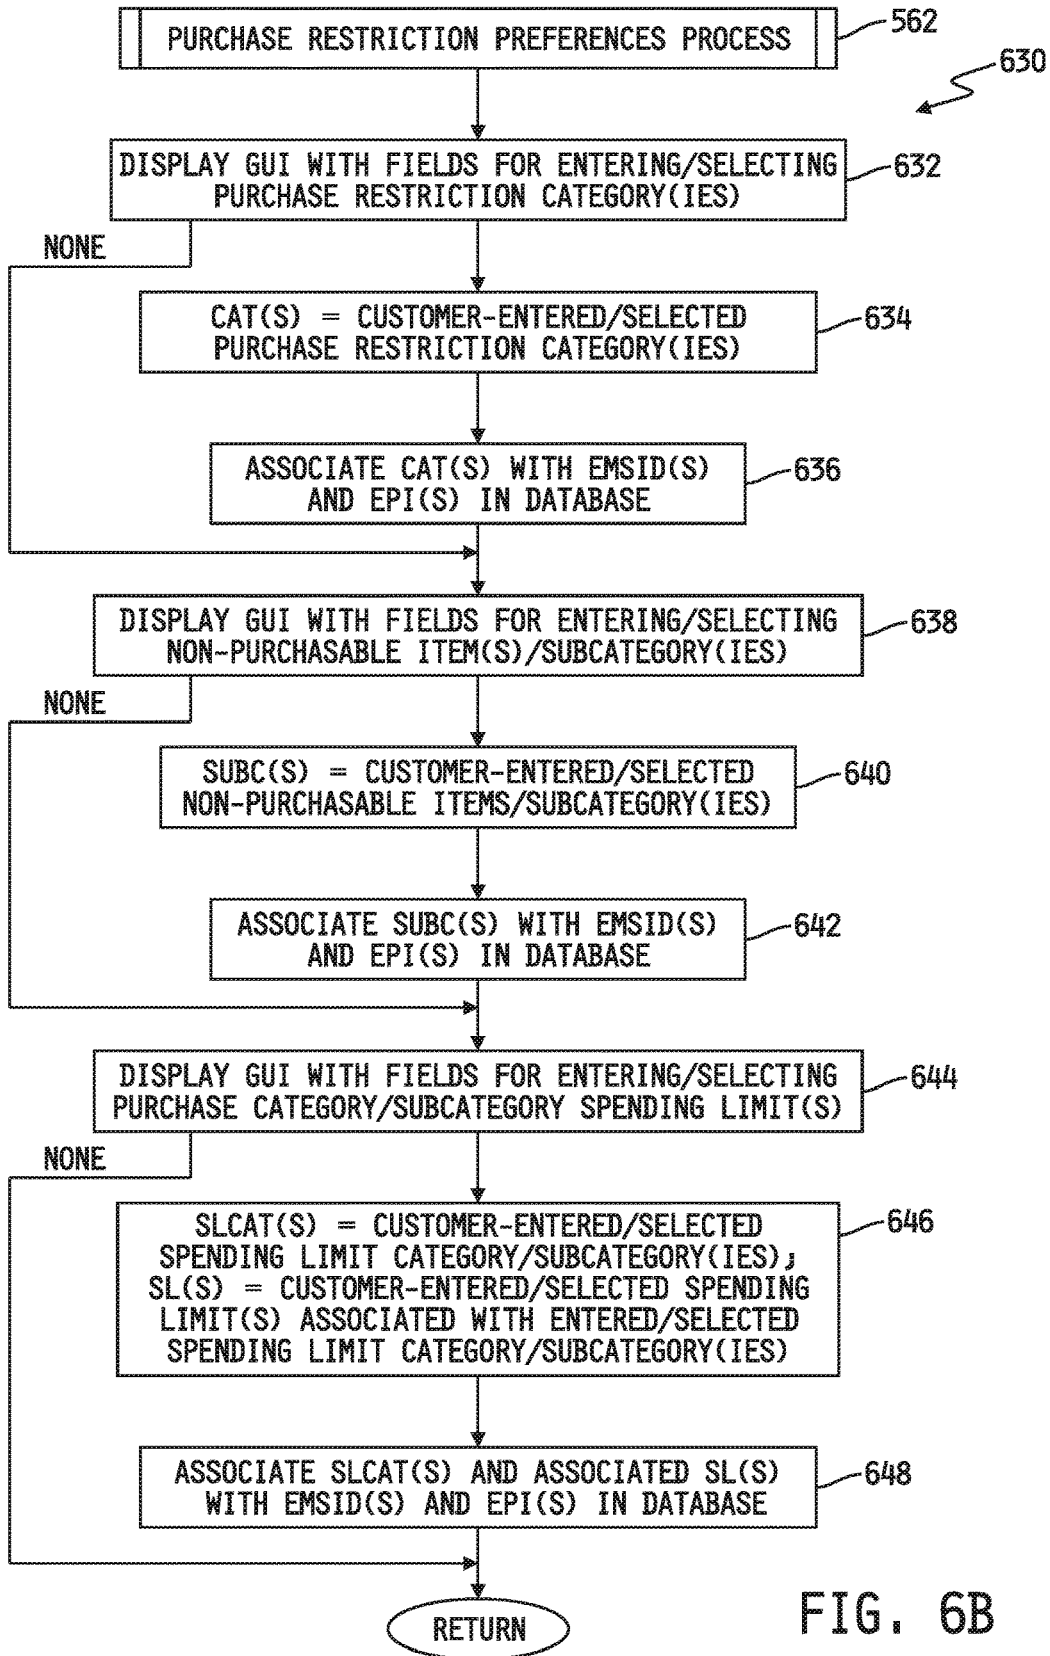 PURCHASE RESTRICTION PREFERENCES PROCESS
562
630
DISPLAY GUI WITH FIELDS FOR ENTERING/SELECTING
PURCHASE RESTRICTION CATEGORY(IES)
632
NONE
CAT(S) = CUSTOMER-ENTERED/SELECTED
PURCHASE RESTRICTION CATEGORY(IES)
634
ASSOCIATE CAT(S) WITH EMSID(S)
AND EPI(S) IN DATABASE
636
DISPLAY GUI WITH FIELDS FOR ENTERING/SELECTING
NON-PURCHASABLE ITEM(S)/SUBCATEGORY(IES)
638
NONE
SUBC(S) = CUSTOMER-ENTERED/SELECTED
NON-PURCHASABLE ITEMS/SUBCATEGORY(IES)
640
ASSOCIATE SUBC(S) WITH EMSID(S)
AND EPI(S) IN DATABASE
642
DISPLAY GUI WITH FIELDS FOR ENTERING/SELECTING
PURCHASE CATEGORY/SUBCATEGORY SPENDING LIMIT(S)
644
NONE
SLCAT(S) = CUSTOMER-ENTERED/SELECTED
SPENDING LIMIT CATEGORY/SUBCATEGORY(IES);
SL(S) = CUSTOMER-ENTERED/SELECTED SPENDING
LIMIT(S) ASSOCIATED WITH ENTERED/SELECTED
SPENDING LIMIT CATEGORY/SUBCATEGORY(IES)
646
ASSOCIATE SLCAT(S) AND ASSOCIATED SL(S)
WITH EMSID(S) AND EPI(S) IN DATABASE
648
RETURN
FIG. 6B